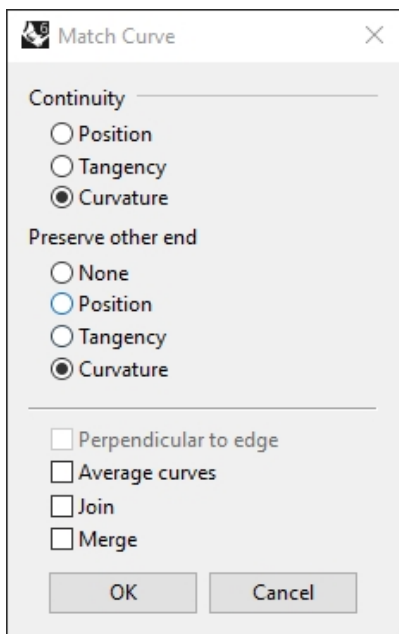 6
Match Curve
Continuity
Position
Tangency
Curvature
Preserve other end
None
Position
Tangency
Curvature
Perpendicular to edge
Average curves
Join
Merge
OK Cancel